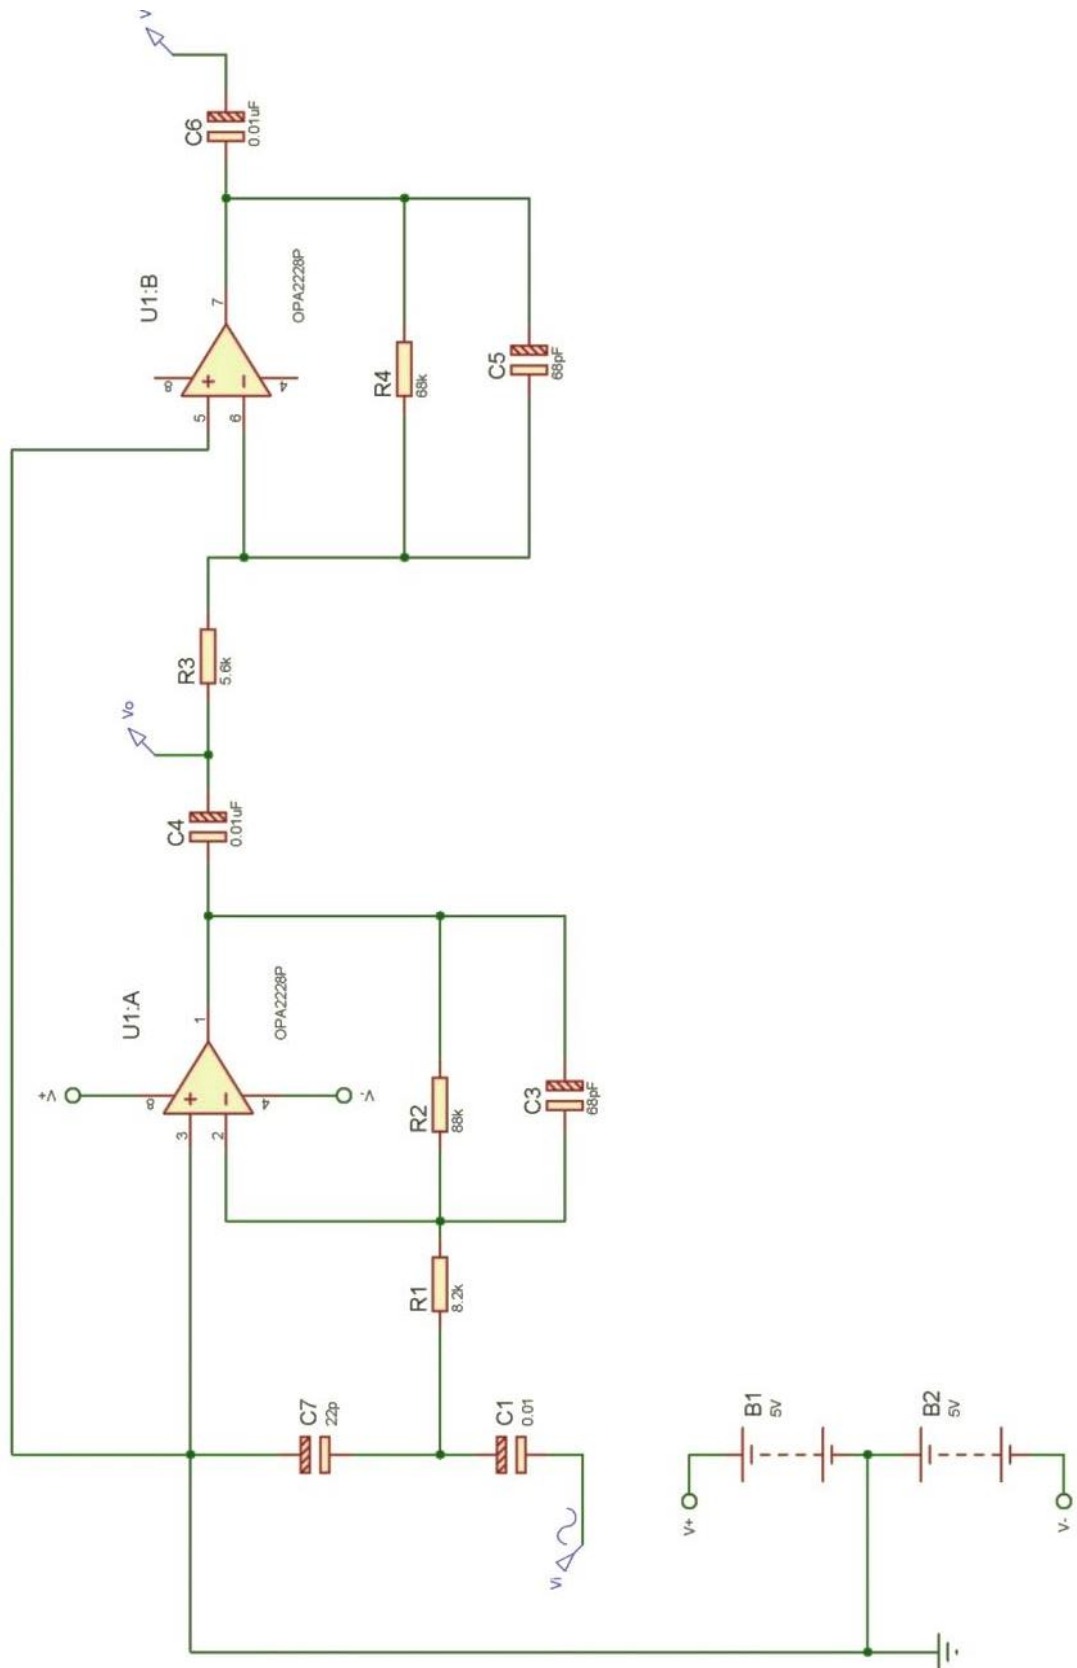 V
C6
0.01uF
U1:B
OPA2228P
8
5
6
4
7
R4
68k
C5
68pF
R3
5.6k
Vo
C4
0.01uF
U1:A
OPA2228P
V+
8
3
2
4
1
V-
R2
68k
C3
68pF
R1
8.2k
C7
22p
C1
0.01
Vi
B1
5V
B2
5V
V+
V-